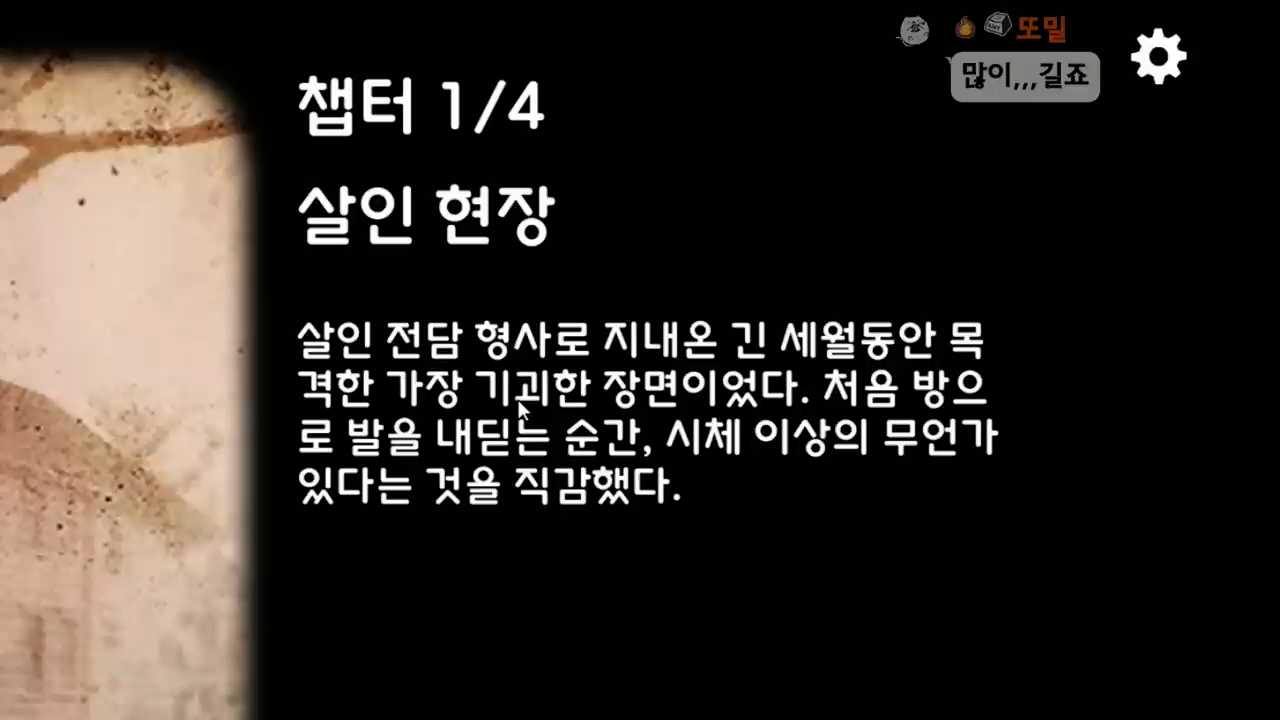 또밀
많이,,,길죠
챕터 1/4
살인 현장
살인 전담 형사로 지내온 긴 세월동안 목
격한 가장 기괴한 장면이었다. 처음 방으
로 발을 내딛는 순간, 시체 이상의 무언가
있다는 것을 직감했다.